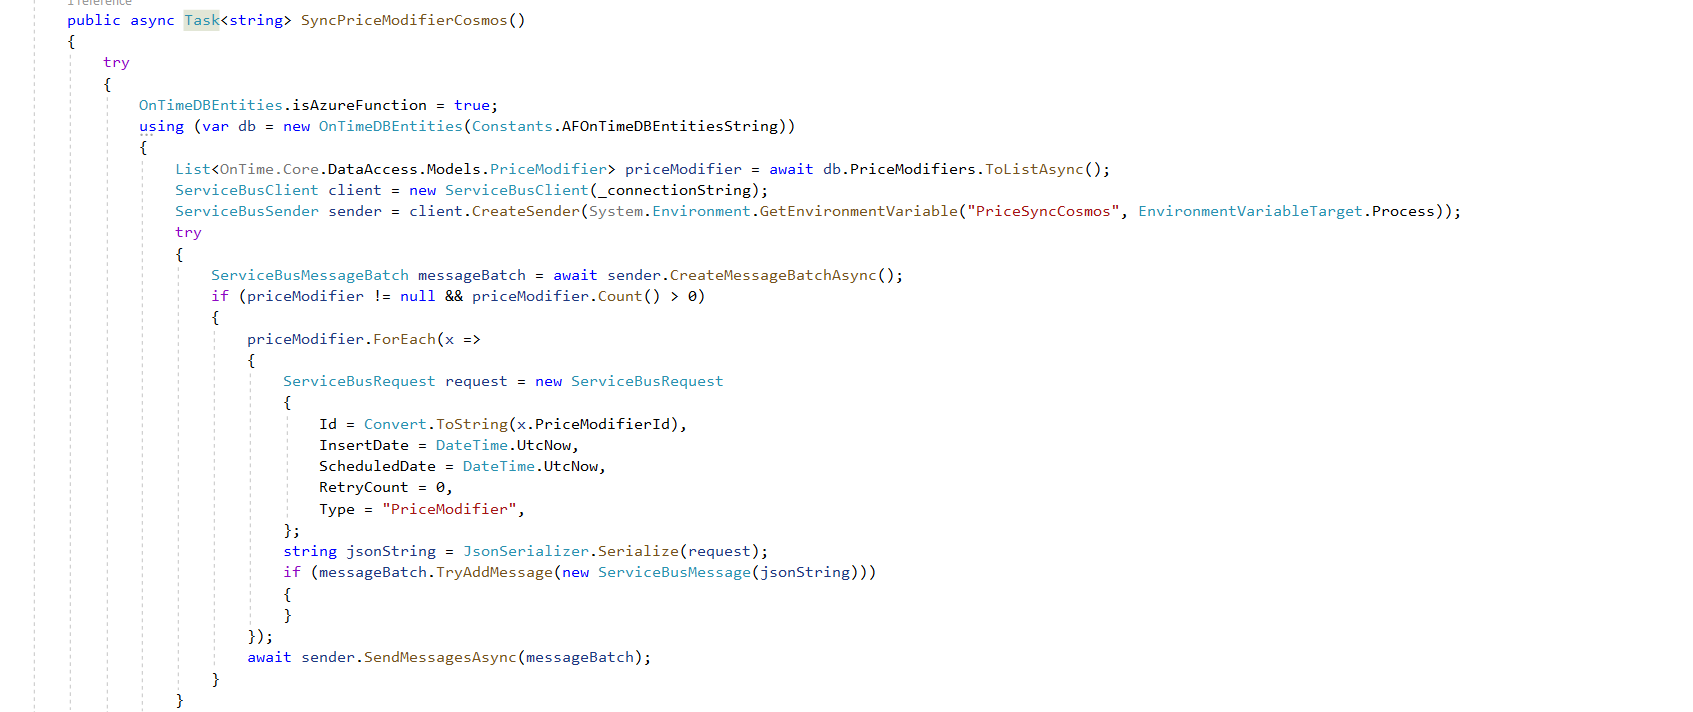 1 reference
public async Task<string> SyncPriceModifierCosmos()
{
try
{
OnTimeDBEntities.isAzureFunction = true;
using (var db = new OnTimeDBEntities(Constants.AFOnTimeDBEntitiesString))
{
List<OnTime.Core.DataAccess.Models.PriceModifier> priceModifier = await db.PriceModifiers.ToListAsync();
ServiceBusClient client = new ServiceBusClient(_connectionString);
ServiceBusSender sender = client.CreateSender(System.Environment.GetEnvironmentVariable("PriceSyncCosmos", EnvironmentVariableTarget.Process));
try
{
ServiceBusMessageBatch messageBatch = await sender.CreateMessageBatchAsync();
if (priceModifier != null && priceModifier.Count() > 0)
{
priceModifier.ForEach(x =>
{
ServiceBusRequest request = new ServiceBusRequest
{
Id = Convert.ToString(x.PriceModifierId),
InsertDate = DateTime.UtcNow,
ScheduledDate = DateTime.UtcNow,
RetryCount = 0,
Type = "PriceModifier",
};
string jsonString = JsonSerializer.Serialize(request);
if (messageBatch.TryAddMessage(new ServiceBusMessage(jsonString)))
{
}
});
await sender.SendMessagesAsync(messageBatch);
}
}